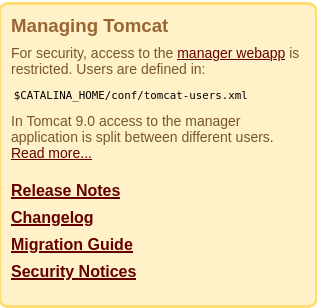 Managing Tomcat
For security, access to the manager webapp is
restricted. Users are defined in:
$CATALINA_HOME/conf/tomcat-users.xml
In Tomcat 9.0 access to the manager
application is split between different users.
Read more...
Release Notes
Changelog
Migration Guide
Security Notices